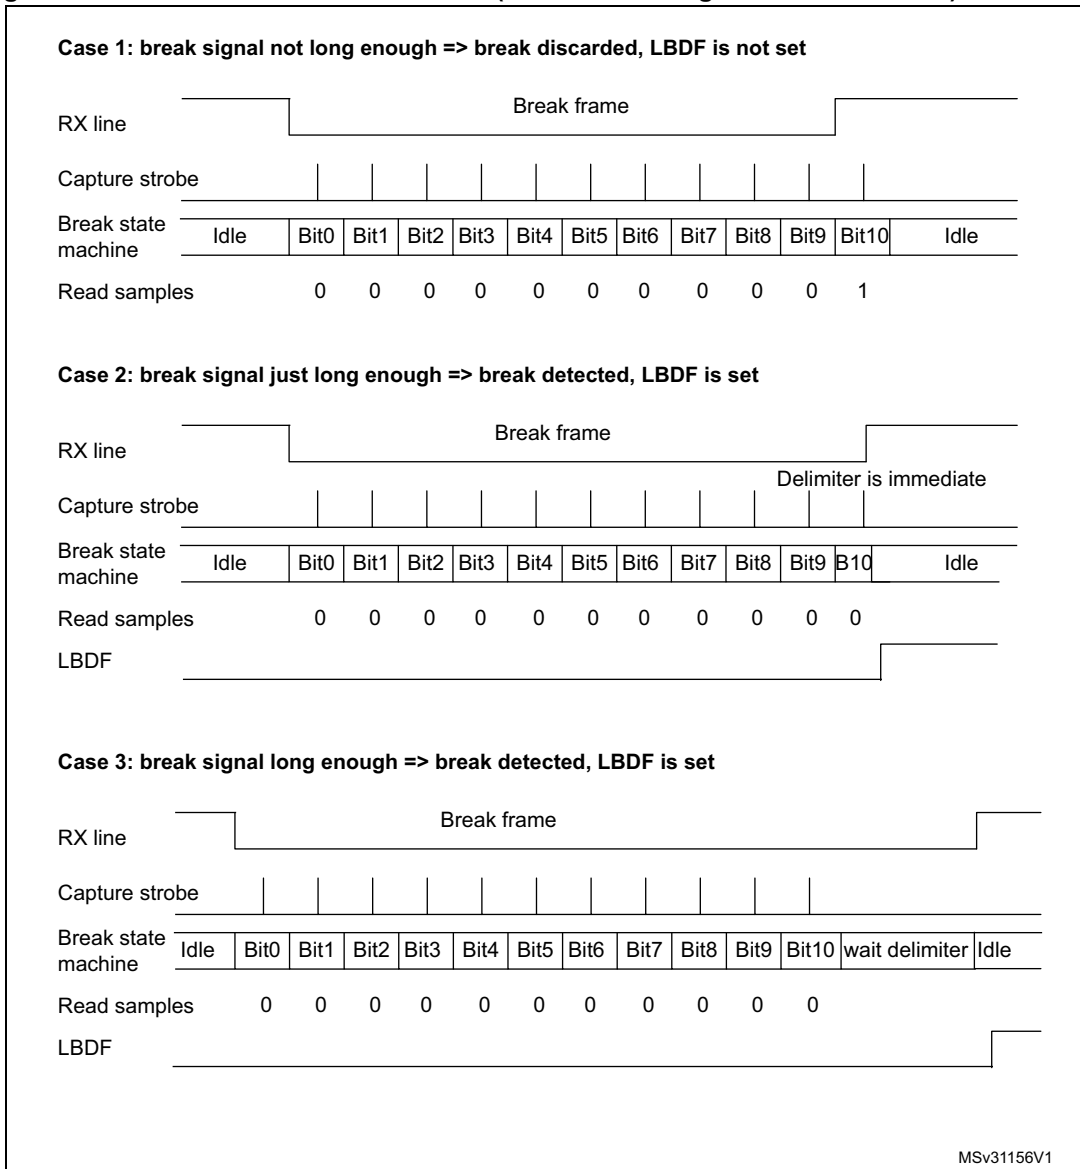 Case 1: break signal not long enough => break discarded, LBDF is not set
Break frame
RX line
Capture strobe
Break state machine
Idle Bit0 Bit1 Bit2 Bit3 Bit4 Bit5 Bit6 Bit7 Bit8 Bit9 Bit10 Idle
Read samples 0 0 0 0 0 0 0 0 0 0 1
Case 2: break signal just long enough => break detected, LBDF is set
Break frame
RX line
Delimiter is immediate
Capture strobe
Break state machine
Idle Bit0 Bit1 Bit2 Bit3 Bit4 Bit5 Bit6 Bit7 Bit8 Bit9 B10 Idle
Read samples 0 0 0 0 0 0 0 0 0 0 0
LBDF
Case 3: break signal long enough => break detected, LBDF is set
Break frame
RX line
Capture strobe
Break state machine
Idle Bit0 Bit1 Bit2 Bit3 Bit4 Bit5 Bit6 Bit7 Bit8 Bit9 Bit10 wait delimiter Idle
Read samples 0 0 0 0 0 0 0 0 0 0 0
LBDF
MSv31156V1